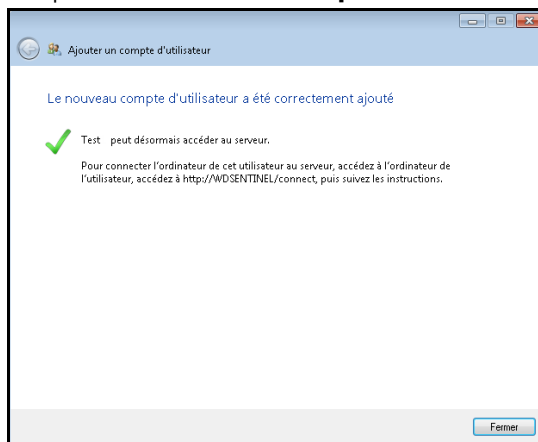 Ajouter un compte d'utilisateur
Le nouveau compte d'utilisateur a été correctement ajouté
Test peut désormais accéder au serveur.
Pour connecter l'ordinateur de cet utilisateur au serveur, accédez à l'ordinateur de
l'utilisateur, accédez à http://WDSENTINEL/connect, puis suivez les instructions.
Fermer